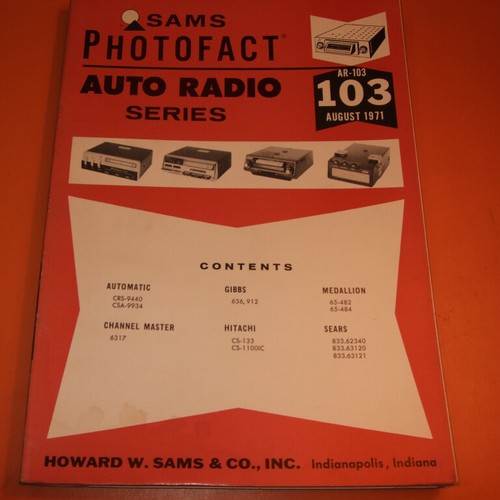 SAMS
PHOTOFACT®
AUTO RADIO
SERIES
AR-103
103
AUGUST 1971
CONTENTS
AUTOMATIC
CRS-9440
CSA-9934
GIBBS
636, 912
MEDALLION
65-482
65-484
CHANNEL MASTER
6317
HITACHI
CS-133
CS-1100IC
SEARS
833.62340
833.63120
833.63121
HOWARD W. SAMS & CO., INC. Indianapolis, Indiana